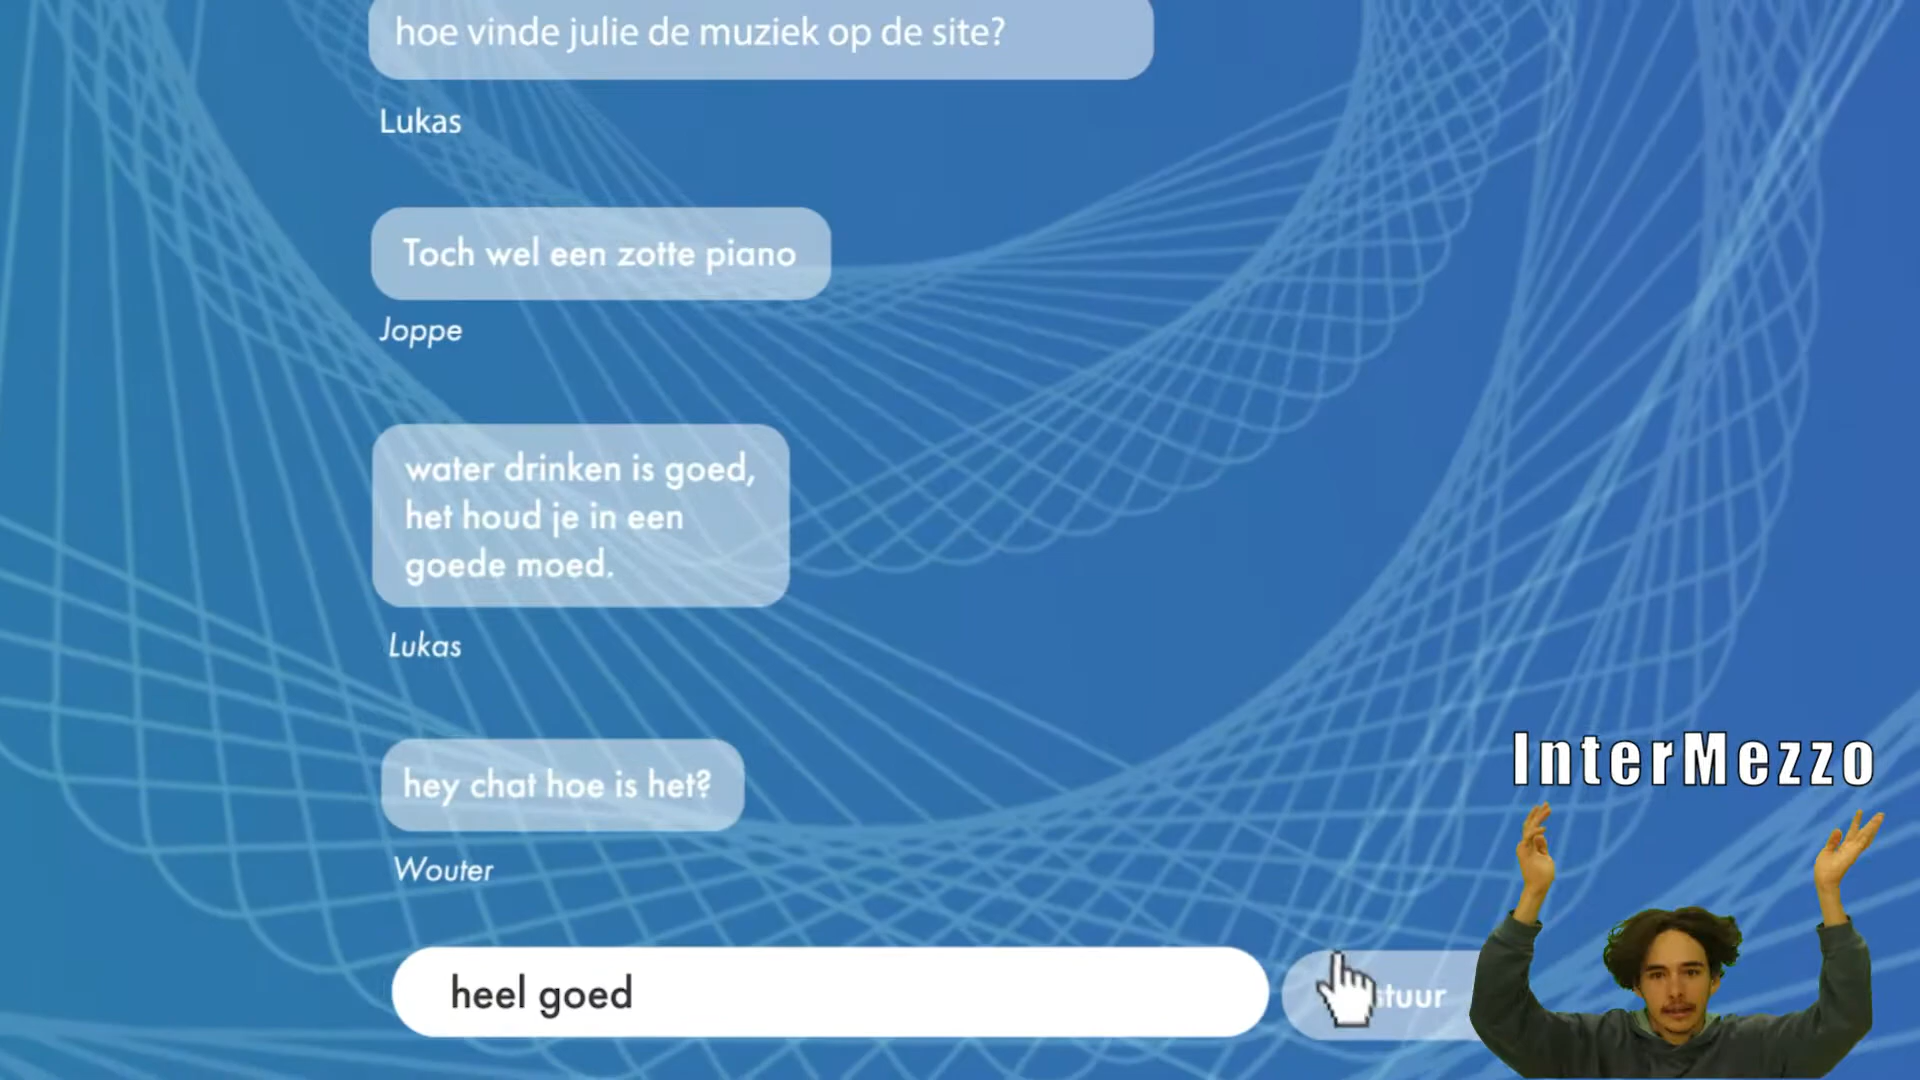 hoe vinde julie de muziek op de site?
Lukas
Toch wel een zotte piano
Joppe
water drinken is goed,
het houd je in een
goede moed.
Lukas
hey chat hoe is het?
Wouter
InterMezzo
heel goed
stuur